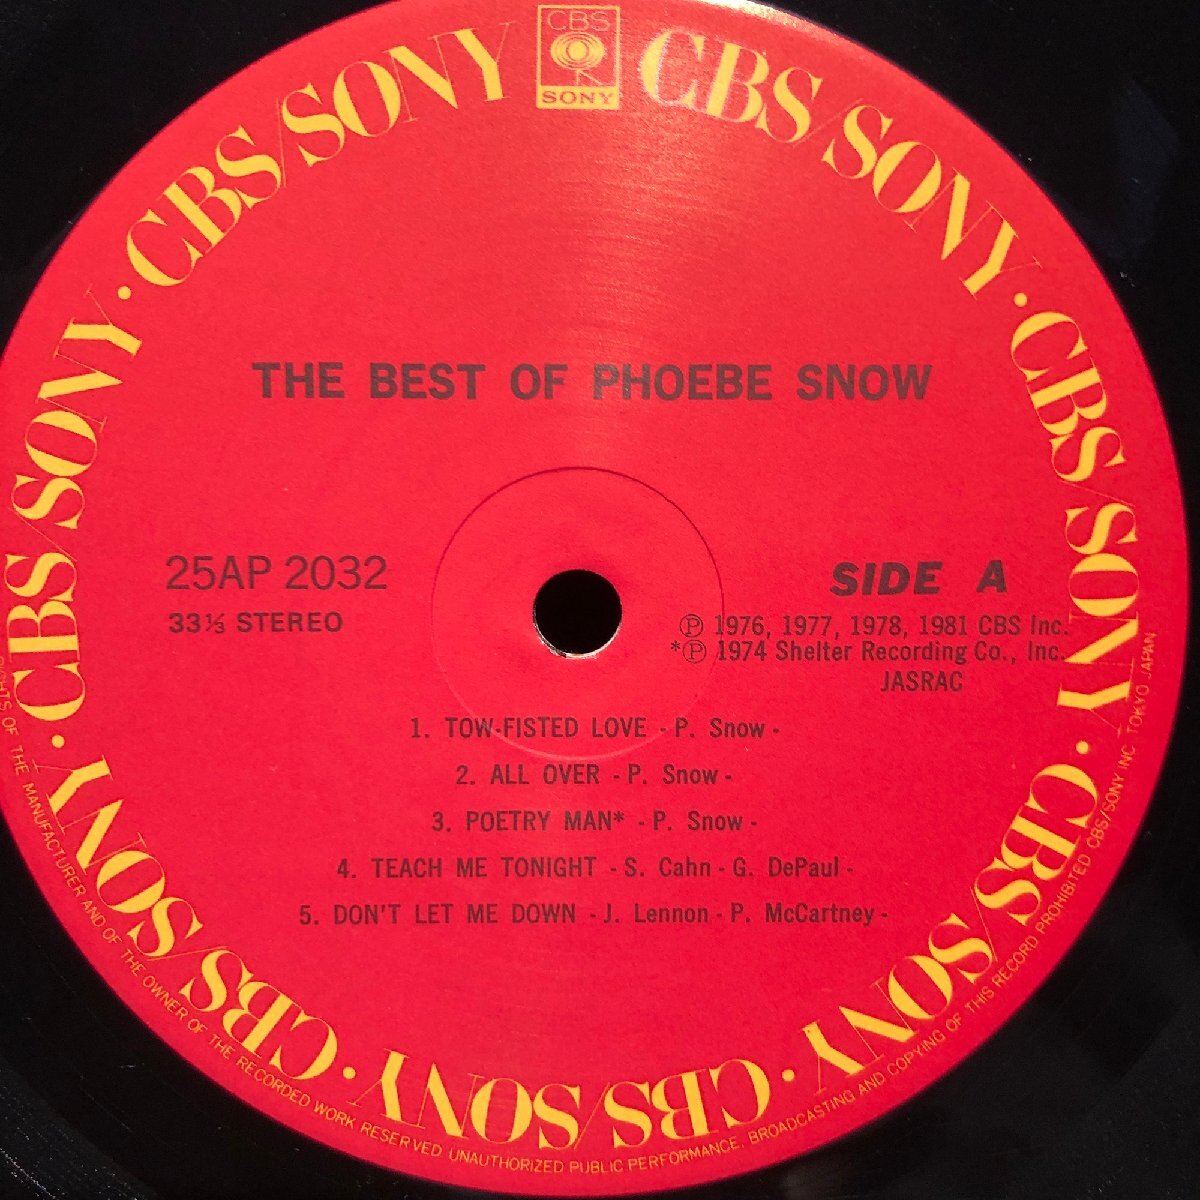 CBS
SONY
CBS/SONY · CBS/SONY · CBS/SONY · CBS/SONY · CBS/SONY · CBS/SONY · CBS/SONY · CBS/SONY
THE BEST OF PHOEBE SNOW
25AP 2032
33⅓ STEREO
SIDE A
Ⓟ 1976, 1977, 1978, 1981 CBS Inc.
*Ⓟ 1974 Shelter Recording Co., Inc.
JASRAC
1. TOW-FISTED LOVE - P. Snow -
2. ALL OVER - P. Snow -
3. POETRY MAN* - P. Snow -
4. TEACH ME TONIGHT - S. Cahn - G. DePaul -
5. DON'T LET ME DOWN - J. Lennon - P. McCartney -
OF THE MANUFACTURER AND OF THE OWNER OF THE RECORDED WORK RESERVED UNAUTHORIZED PUBLIC PERFORMANCE, BROADCASTING AND COPYING OF THIS RECORD PROHIBITED CBS/SONY INC TOKYO JAPAN